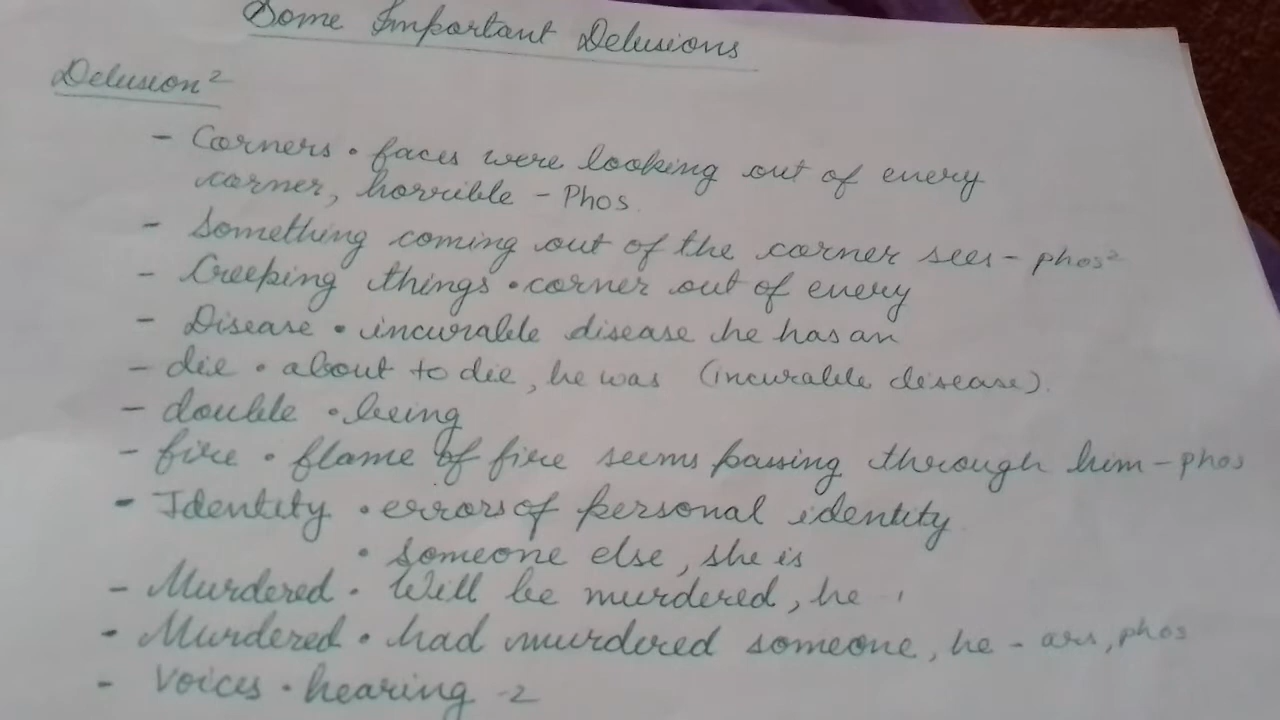 Some Important Delusions
Delusion²
- Corners • faces were looking out of every
corner, horrible - Phos
- Something coming out of the corner sees - phos²
- Creeping things • corner out of every
- Disease • incurable disease he has an
- die • about to die, he was (incurable disease).
- double • being
- fire • flame of fire seems passing through him - phos
- Identity • errors of personal identity
• someone else, she is
- Murdered • Will be murdered, he
- Murdered • had murdered someone, he - ars, phos
- Voices • hearing - 2